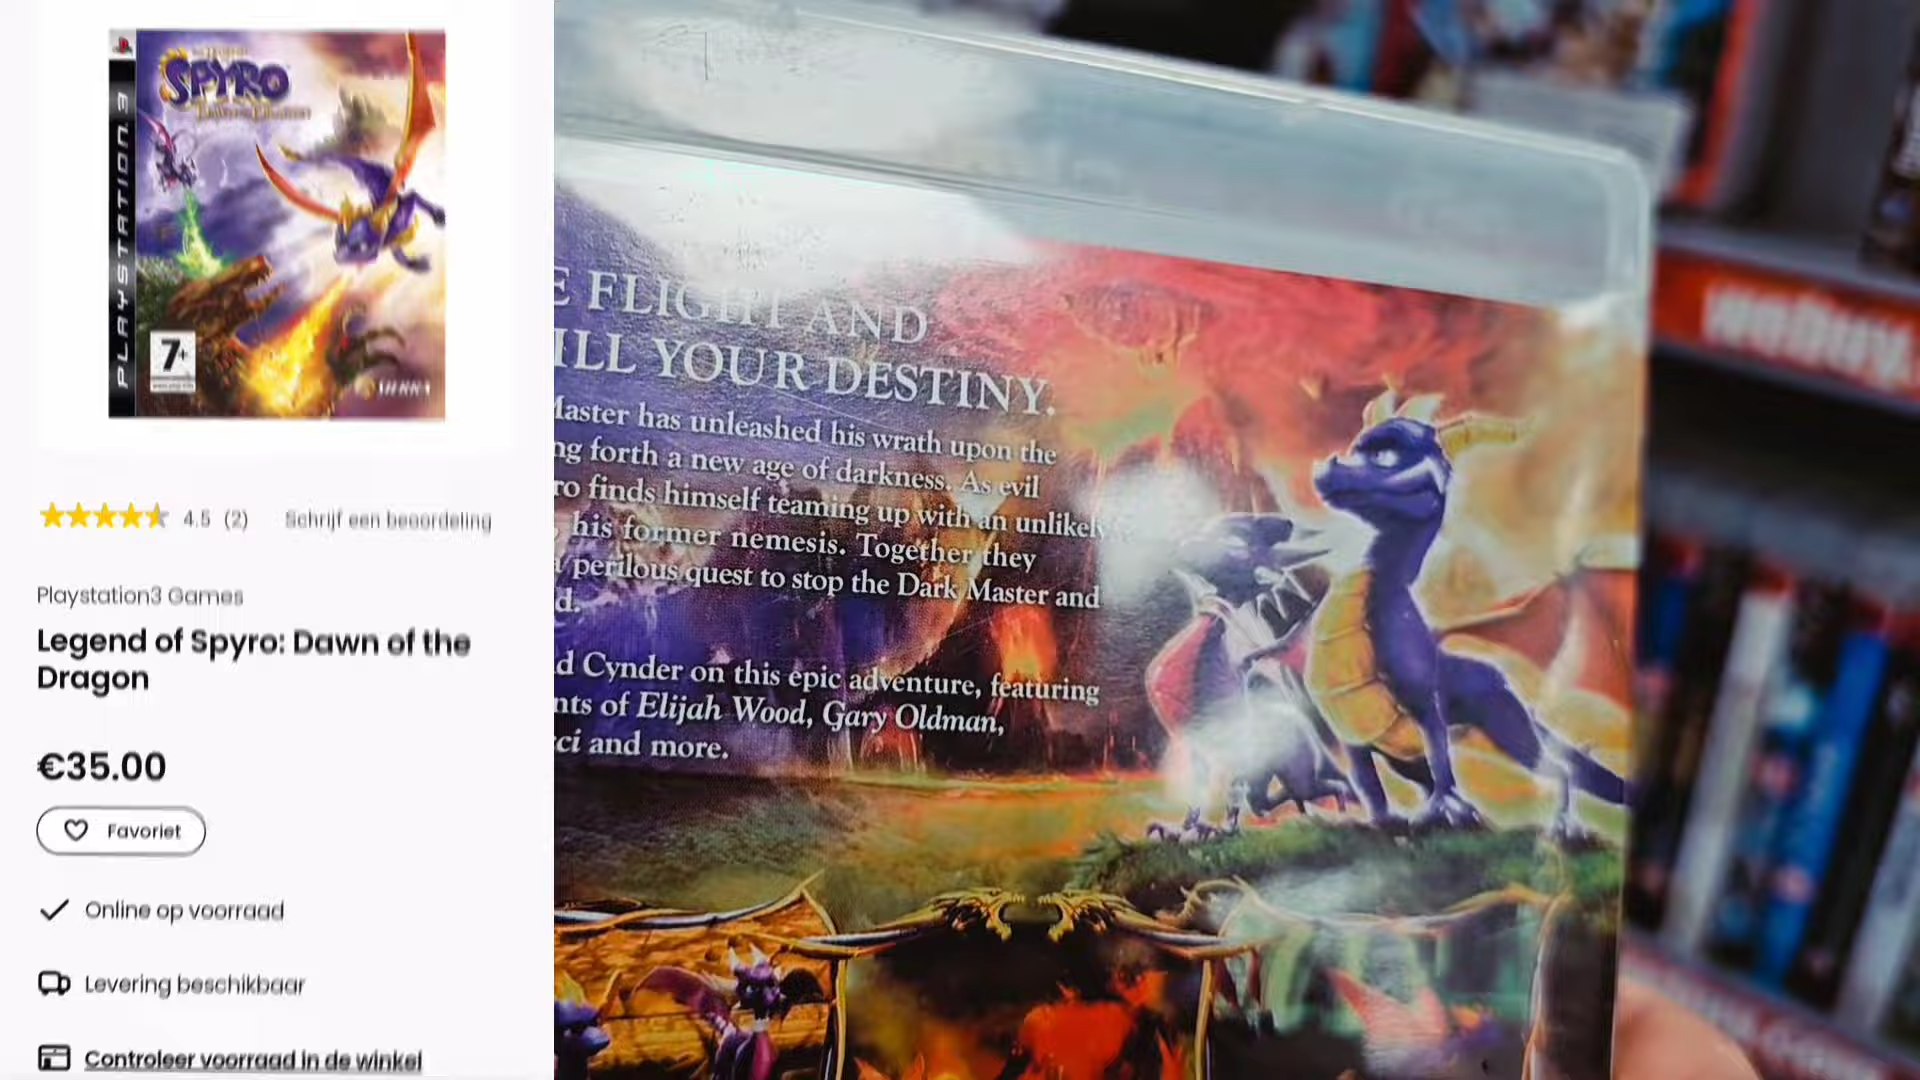 SPYRO
PLAYSTATION 3
7+
4.5 (2) Schrijf een beoordeling
Playstation3 Games
Legend of Spyro: Dawn of the
Dragon
€35.00
Favoriet
Online op voorraad
Levering beschikbaar
Controleer voorraad in de winkel
E FLIGHT AND
ILL YOUR DESTINY.
Master has unleashed his wrath upon the
ng forth a new age of darkness. As evil
ro finds himself teaming up with an unlikely
his former nemesis. Together they
perilous quest to stop the Dark Master and
d.
d Cynder on this epic adventure, featuring
nts of Elijah Wood, Gary Oldman,
ci and more.
webuy.